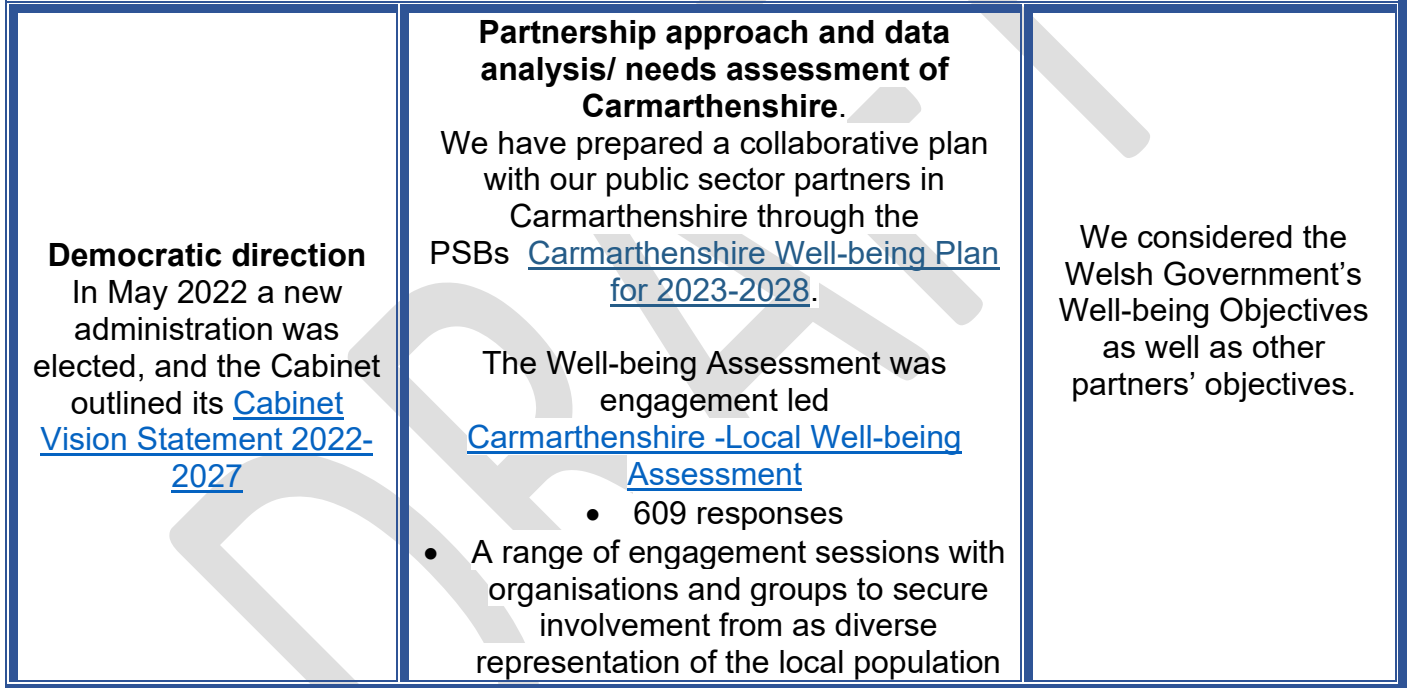 Democratic direction
In May 2022 a new
administration was
elected, and the Cabinet
outlined its Cabinet
Vision Statement 2022-
2027
Partnership approach and data
analysis/ needs assessment of
Carmarthenshire.
We have prepared a collaborative plan
with our public sector partners in
Carmarthenshire through the
PSBs Carmarthenshire Well-being Plan
for 2023-2028.
The Well-being Assessment was
engagement led
Carmarthenshire -Local Well-being
Assessment
• 609 responses
• A range of engagement sessions with
organisations and groups to secure
involvement from as diverse
representation of the local population
We considered the
Welsh Government’s
Well-being Objectives
as well as other
partners’ objectives.
DRAFT